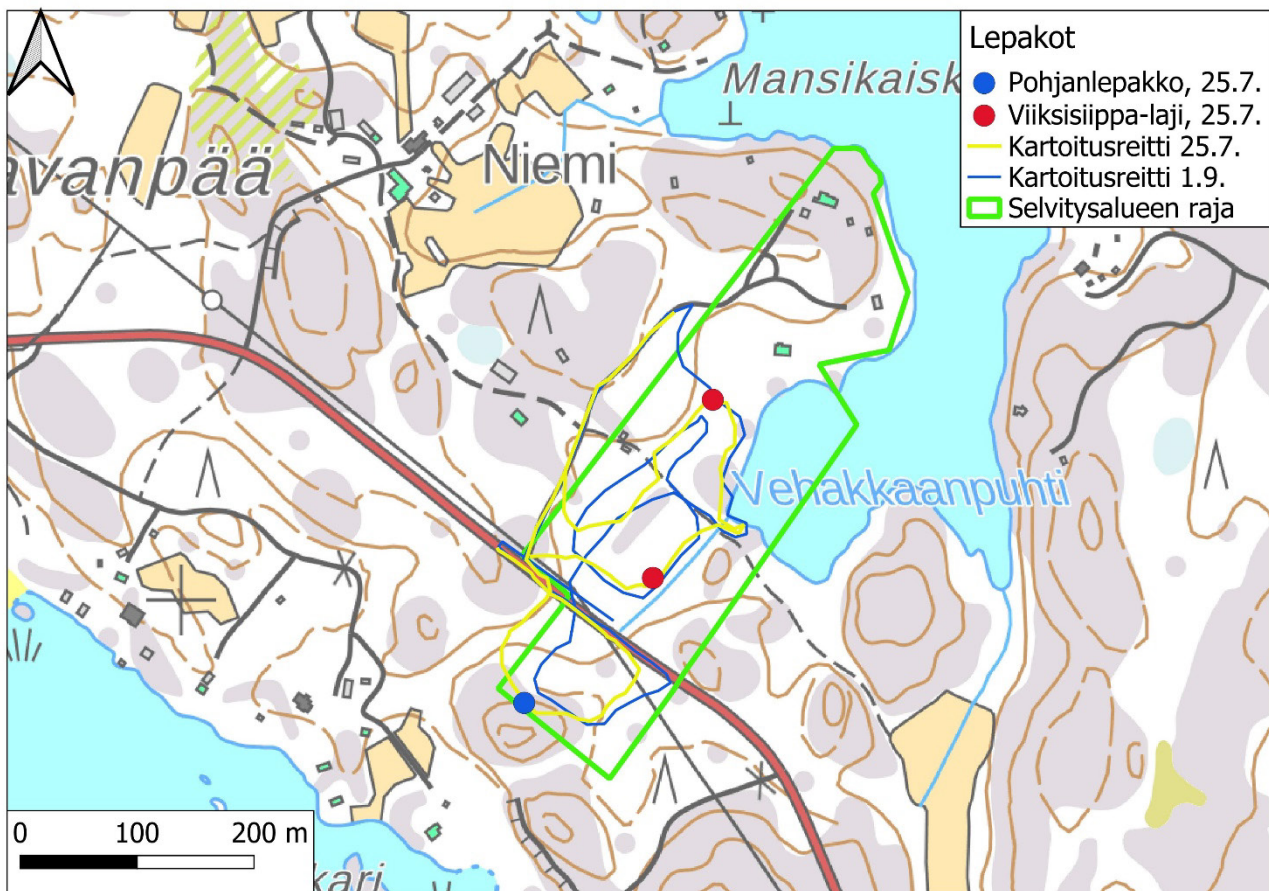 Lepakot
Pohjanlepakko, 25.7.
Viiksisiippa-laji, 25.7.
Kartoitusreitti 25.7.
Kartoitusreitti 1.9.
Selvitysalueen raja
Mansikaisk
avanpää
Niemi
Vehakkaanpuhti
0 100 200 m
kari